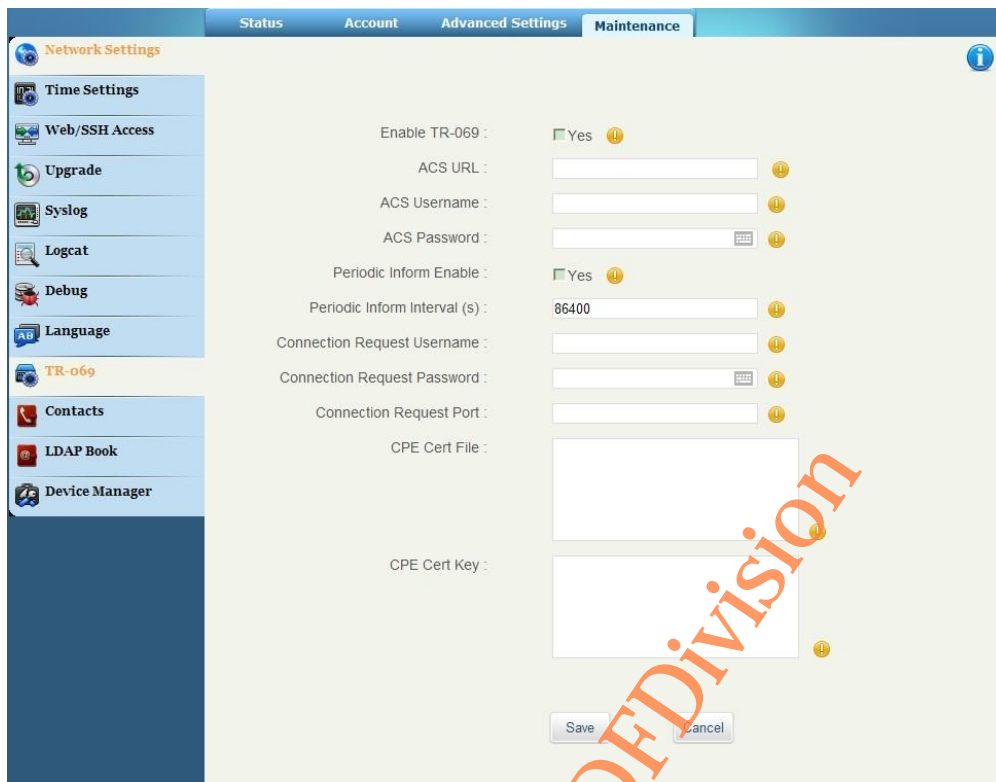 Status Account Advanced Settings Maintenance
Network Settings
Time Settings
Web/SSH Access
Upgrade
Syslog
Logcat
Debug
Language
TR-069
Contacts
LDAP Book
Device Manager
Enable TR-069 : Yes
ACS URL :
ACS Username :
ACS Password :
Periodic Inform Enable : Yes
Periodic Inform Interval (s) : 86400
Connection Request Username :
Connection Request Password :
Connection Request Port :
CPE Cert File :
CPE Cert Key :
Save Cancel
DFDivision